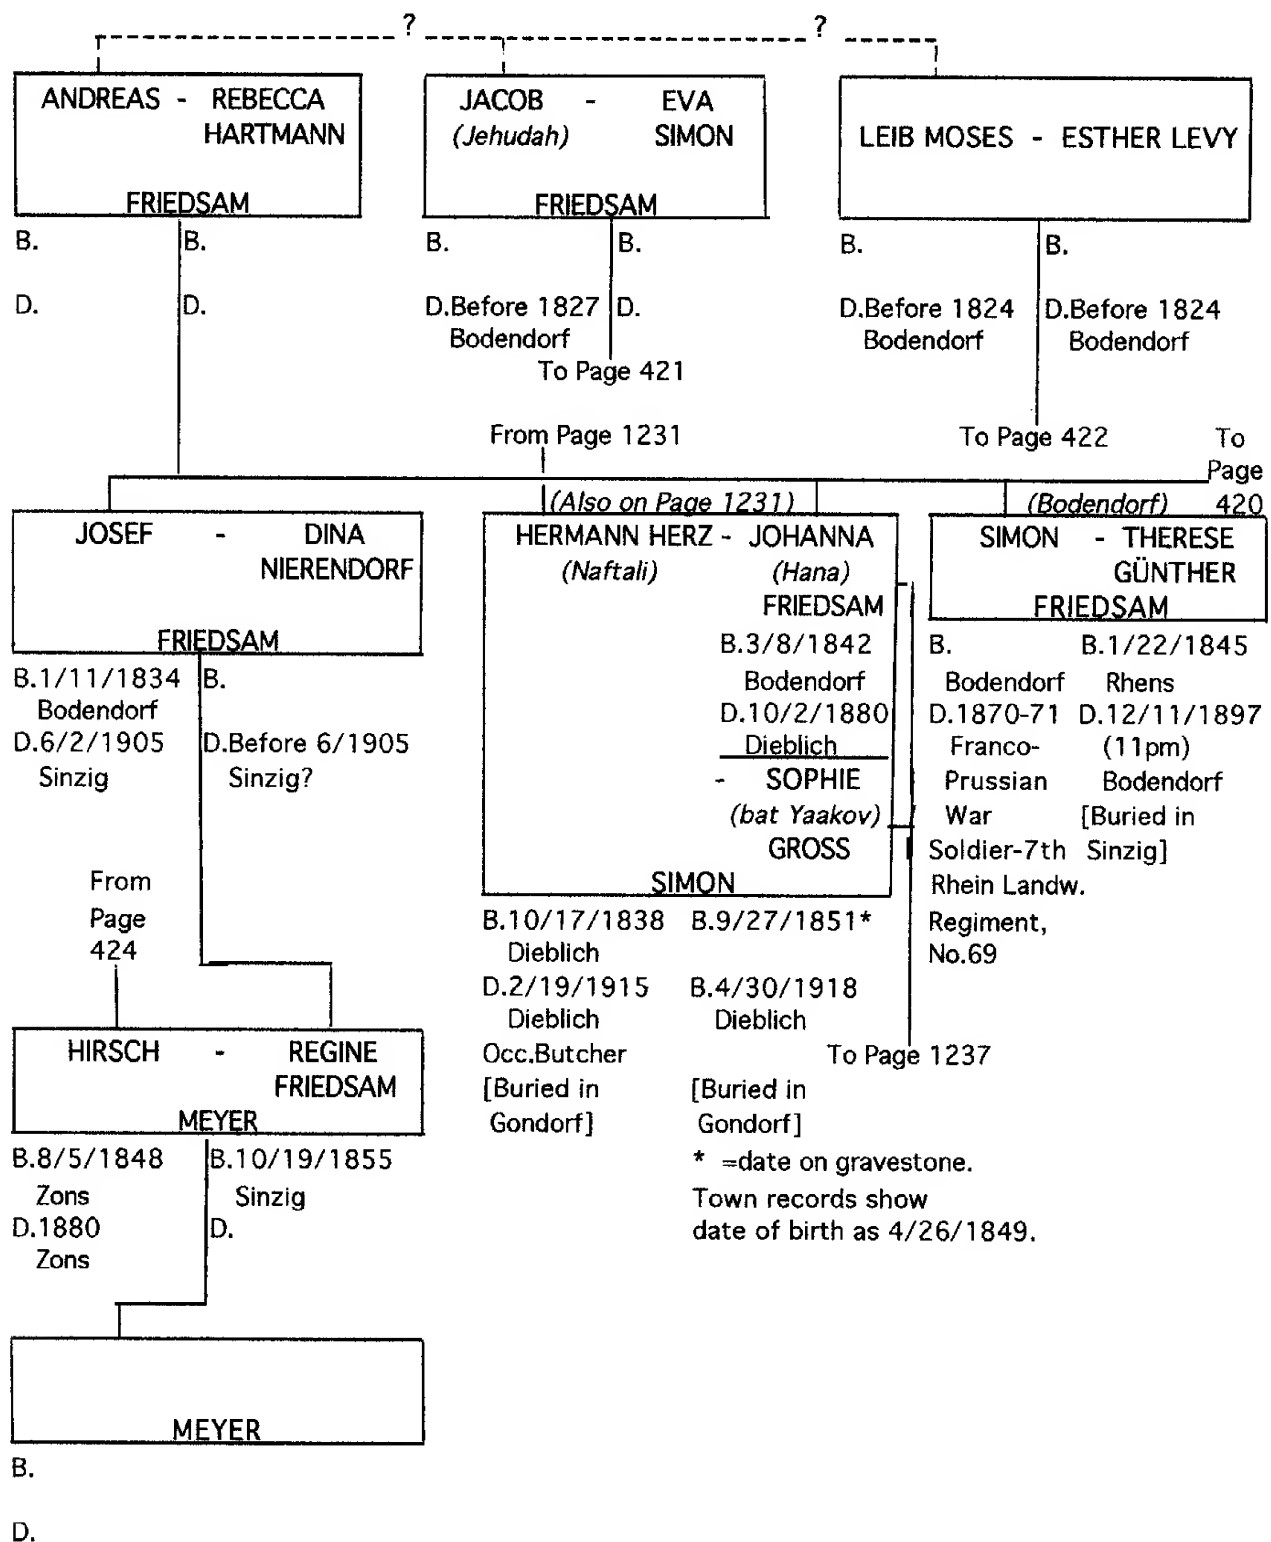 ? ?
ANDREAS - REBECCA
HARTMANN
FRIEDSAM
B. B.
D. D.
JACOB - EVA
(Jehudah) SIMON
FRIEDSAM
B. B.
D.Before 1827 D.
Bodendorf
To Page 421
LEIB MOSES - ESTHER LEVY
B. B.
D.Before 1824 D.Before 1824
Bodendorf Bodendorf
To Page 422
From Page 1231
To
Page
420
JOSEF - DINA
NIERENDORF
FRIEDSAM
B.1/11/1834 B.
Bodendorf
D.6/2/1905 D.Before 6/1905
Sinzig Sinzig?
(Also on Page 1231)
HERMANN HERZ - JOHANNA
(Naftali) (Hana)
FRIEDSAM
B.3/8/1842
Bodendorf
D.10/2/1880
Dieblich
- SOPHIE
(bat Yaakov)
GROSS
SIMON
B.10/17/1838 B.9/27/1851*
Dieblich
D.2/19/1915 B.4/30/1918
Dieblich Dieblich
Occ.Butcher
[Buried in [Buried in
Gondorf] Gondorf]
* =date on gravestone.
Town records show
date of birth as 4/26/1849.
To Page 1237
(Bodendorf)
SIMON - THERESE
GÜNTHER
FRIEDSAM
B. B.1/22/1845
Bodendorf Rhens
D.1870-71 D.12/11/1897
Franco- (11pm)
Prussian Bodendorf
War [Buried in
Soldier-7th Sinzig]
Rhein Landw.
Regiment,
No.69
From
Page
424
HIRSCH - REGINE
FRIEDSAM
MEYER
B.8/5/1848 B.10/19/1855
Zons Sinzig
D.1880 D.
Zons
MEYER
B.
D.